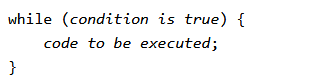 while (condition is true) {
    code to be executed;
}